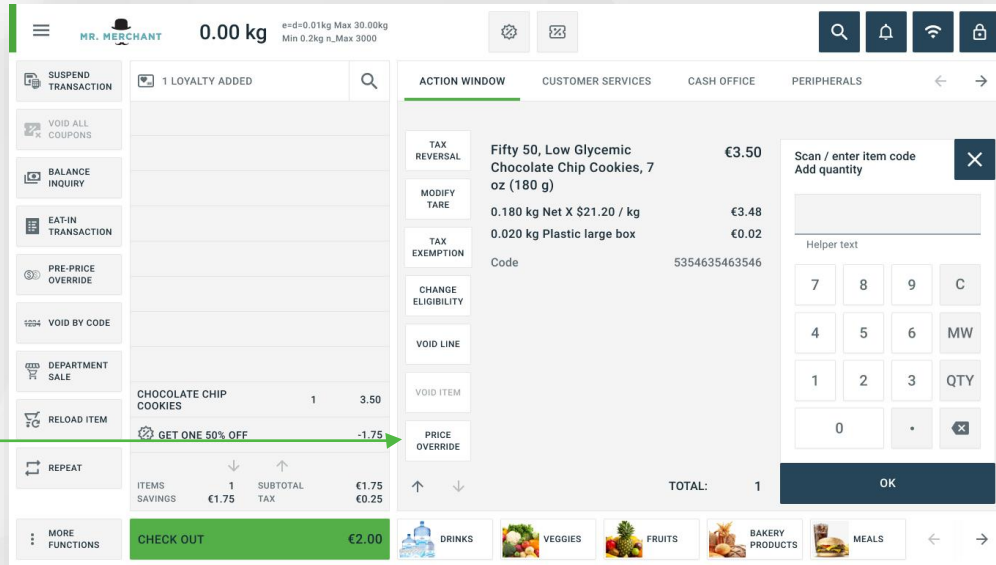 MR. MERCHANT
0.00 kg
e=d=0.01kg Max 30.00kg
Min 0.2kg n_Max 3000
SUSPEND
TRANSACTION
VOID ALL
COUPONS
BALANCE
INQUIRY
EAT-IN
TRANSACTION
PRE-PRICE
OVERRIDE
1234 VOID BY CODE
DEPARTMENT
SALE
RELOAD ITEM
REPEAT
MORE
FUNCTIONS
1 LOYALTY ADDED
CHOCOLATE CHIP
COOKIES 1 3.50
GET ONE 50% OFF -1.75
ITEMS 1 SUBTOTAL €1.75
SAVINGS €1.75 TAX €0.25
CHECK OUT €2.00
ACTION WINDOW CUSTOMER SERVICES CASH OFFICE PERIPHERALS
TAX
REVERSAL
MODIFY
TARE
TAX
EXEMPTION
CHANGE
ELIGIBILITY
VOID LINE
VOID ITEM
PRICE
OVERRIDE
Fifty 50, Low Glycemic €3.50
Chocolate Chip Cookies, 7
oz (180 g)
0.180 kg Net X $21.20 / kg €3.48
0.020 kg Plastic large box €0.02
Code 5354635463546
TOTAL: 1
Scan / enter item code
Add quantity
Helper text
7 8 9 C
4 5 6 MW
1 2 3 QTY
0 .
OK
DRINKS
VEGGIES
FRUITS
BAKERY
PRODUCTS
MEALS